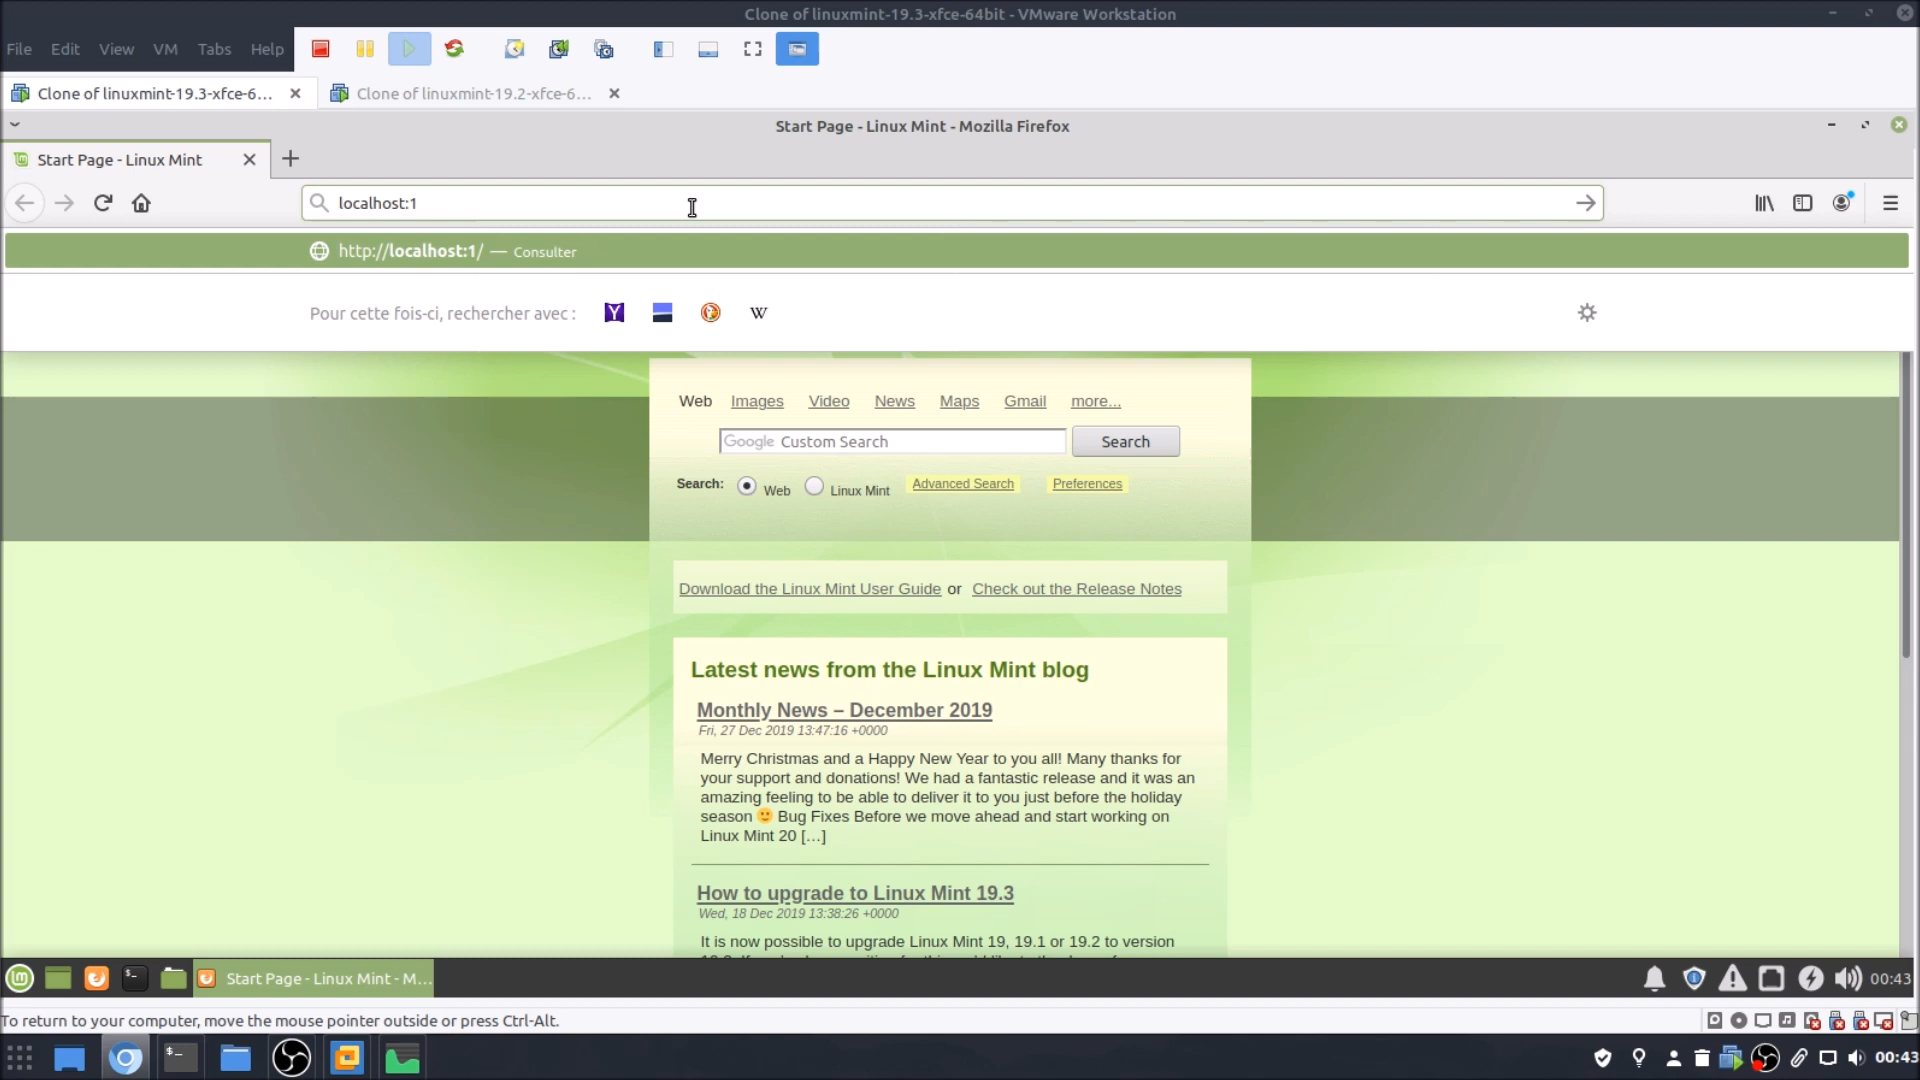 Clone of linuxmint-19.3-xfce-64bit - VMware Workstation
File Edit View VM Tabs Help
Clone of linuxmint-19.3-xfce-6... Clone of linuxmint-19.2-xfce-6...
Start Page - Linux Mint - Mozilla Firefox
Start Page - Linux Mint
localhost:1
http://localhost:1/ — Consulter
Pour cette fois-ci, rechercher avec :
Web Images Video News Maps Gmail more...
Google Custom Search Search
Search: Web Linux Mint Advanced Search Preferences
Download the Linux Mint User Guide or Check out the Release Notes
Latest news from the Linux Mint blog
Monthly News – December 2019
Fri, 27 Dec 2019 13:47:16 +0000
Merry Christmas and a Happy New Year to you all! Many thanks for
your support and donations! We had a fantastic release and it was an
amazing feeling to be able to deliver it to you just before the holiday
season 🙂 Bug Fixes Before we move ahead and start working on
Linux Mint 20 […]
How to upgrade to Linux Mint 19.3
Wed, 18 Dec 2019 13:38:26 +0000
It is now possible to upgrade Linux Mint 19, 19.1 or 19.2 to version
Start Page - Linux Mint - M... 00:43
To return to your computer, move the mouse pointer outside or press Ctrl-Alt.
00:43